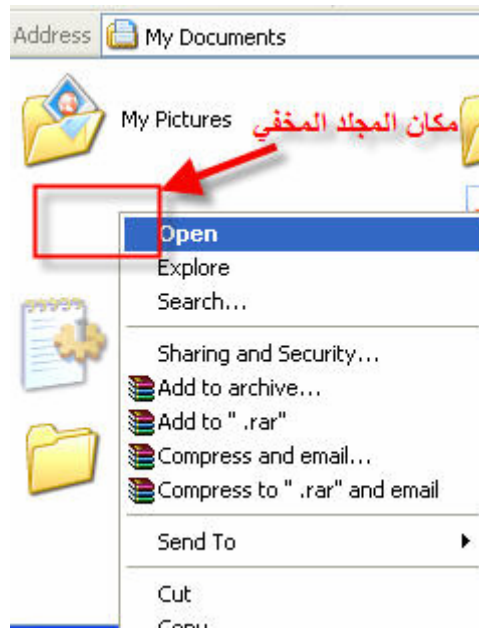 Address My Documents
My Pictures
مكان المجلد المخفي
Open
Explore
Search...
Sharing and Security...
Add to archive...
Add to " .rar"
Compress and email...
Compress to " .rar" and email
Send To
Cut
Copy